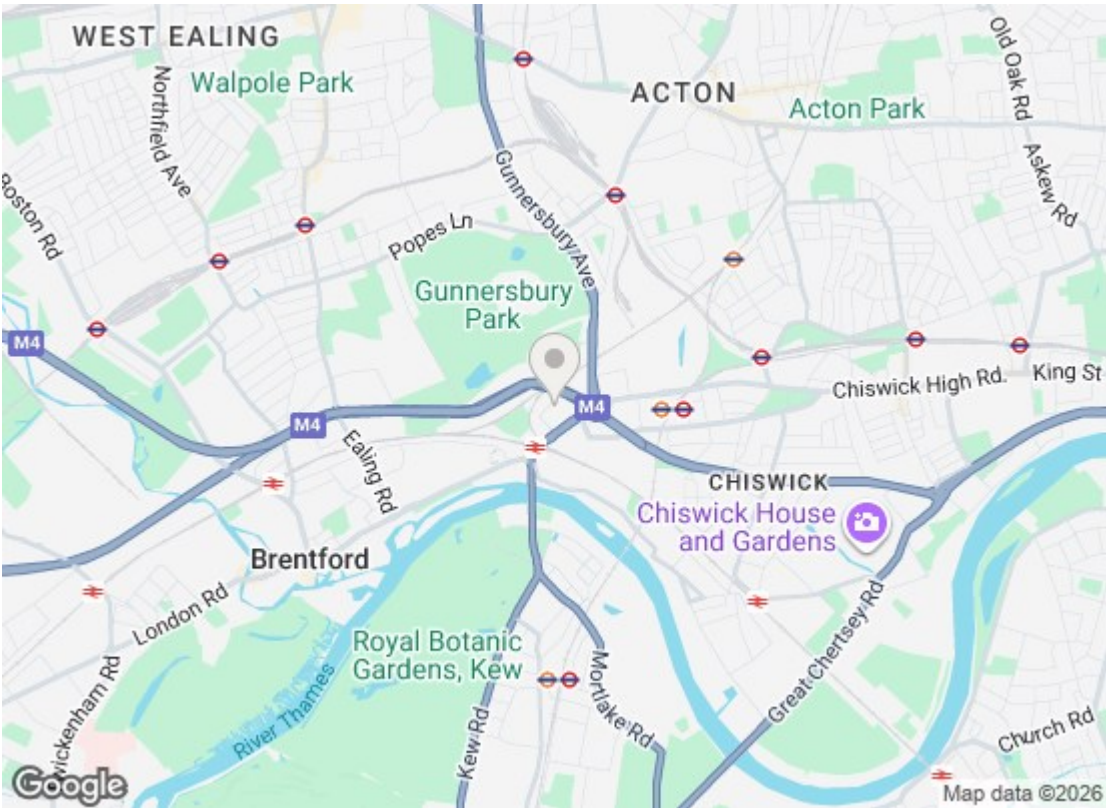 WEST EALING
Walpole Park
ACTON
Acton Park
Old Oak Rd
Northfield Ave
Gunnersbury Ave
Askew Rd
Boston Rd
Popes Ln
Gunnersbury
Park
M4
Chiswick High Rd.
King St
M4
M4
Ealing Rd
CHISWICK
Chiswick House
and Gardens
Brentford
London Rd
Royal Botanic
Gardens, Kew
Great Chertsey Rd
Mortlake Rd
River Thames
Kew Rd
Church Rd
wickenham Rd
Google
Map data ©2026